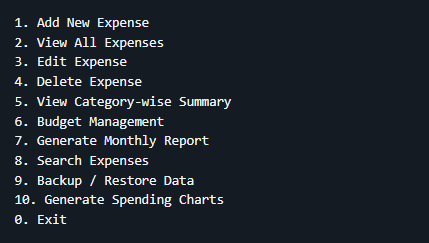 1. Add New Expense
2. View All Expenses
3. Edit Expense
4. Delete Expense
5. View Category-wise Summary
6. Budget Management
7. Generate Monthly Report
8. Search Expenses
9. Backup / Restore Data
10. Generate Spending Charts
0. Exit